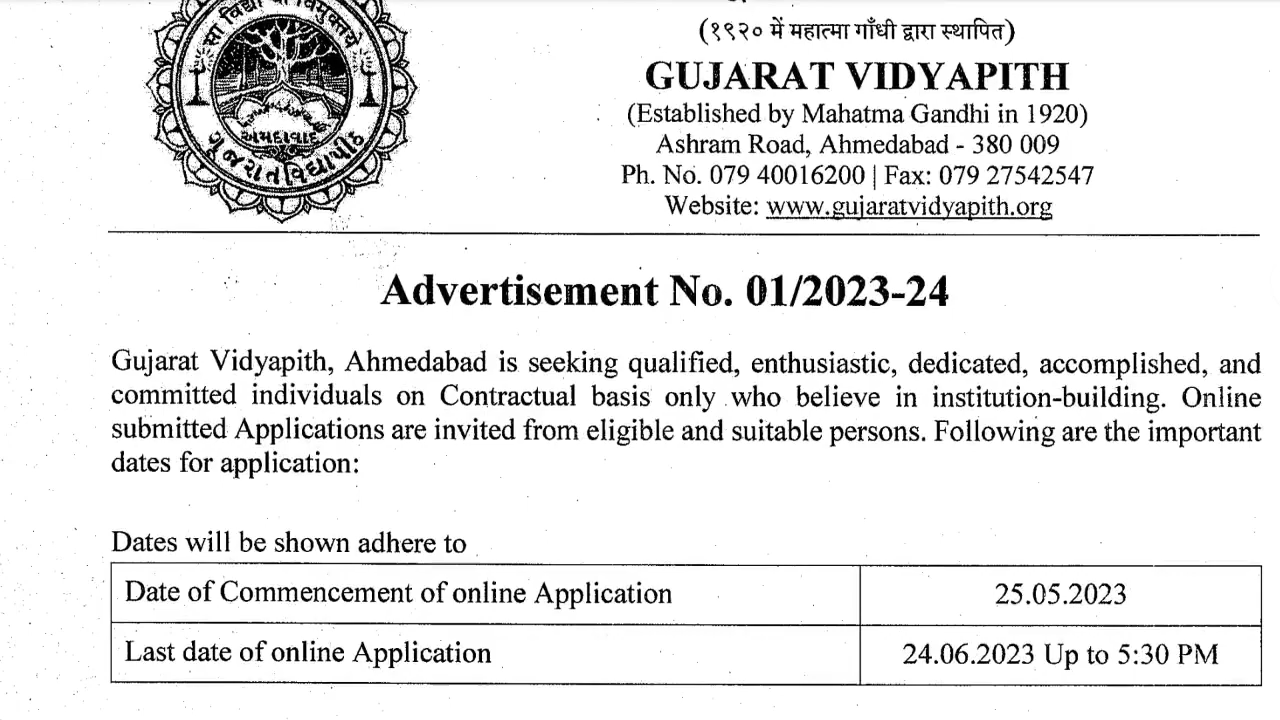 सा विद्या या विमुक्तये
અમદાવાદ
ગૂજરાત વિદ્યાપીઠ
(१९२० में महात्मा गाँधी द्वारा स्थापित)
GUJARAT VIDYAPITH
(Established by Mahatma Gandhi in 1920)
Ashram Road, Ahmedabad - 380 009
Ph. No. 079 40016200 | Fax: 079 27542547
Website: www.gujaratvidyapith.org
Advertisement No. 01/2023-24
Gujarat Vidyapith, Ahmedabad is seeking qualified, enthusiastic, dedicated, accomplished, and
committed individuals on Contractual basis only who believe in institution-building. Online
submitted Applications are invited from eligible and suitable persons. Following are the important
dates for application:
Dates will be shown adhere to
Date of Commencement of online Application 25.05.2023
Last date of online Application 24.06.2023 Up to 5:30 PM